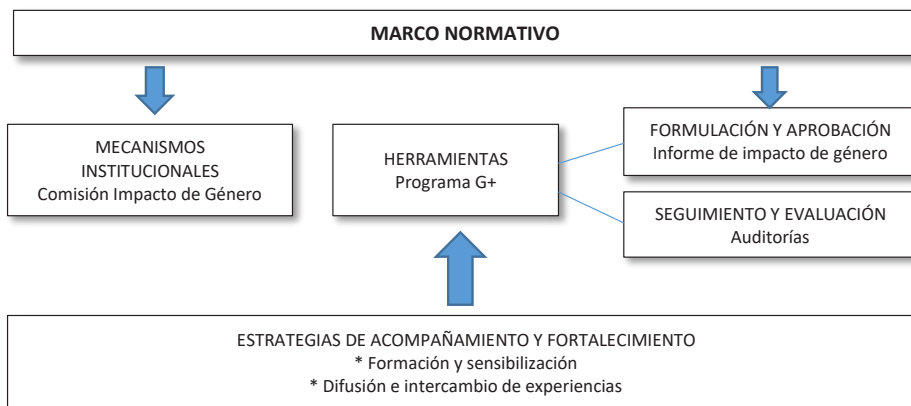 MARCO NORMATIVO
MECANISMOS
INSTITUCIONALES
Comisión Impacto de Género
HERRAMIENTAS
Programa G+
FORMULACIÓN Y APROBACIÓN
Informe de impacto de género
SEGUIMIENTO Y EVALUACIÓN
Auditorías
ESTRATEGIAS DE ACOMPAÑAMIENTO Y FORTALECIMIENTO
* Formación y sensibilización
* Difusión e intercambio de experiencias